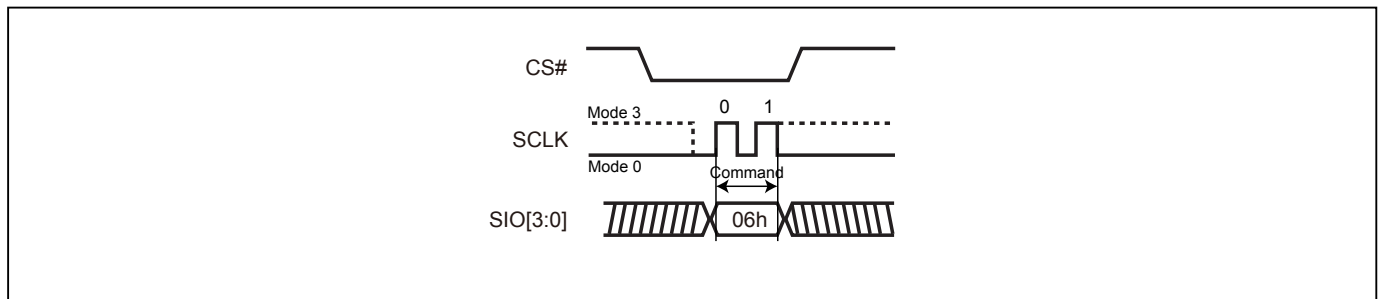 CS#
Mode 3 0 1
SCLK
Mode 0 Command
SIO[3:0] 06h